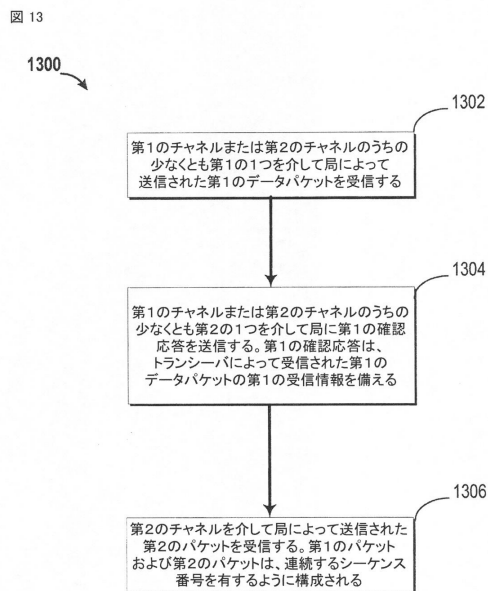 図 13
1300
1302
第1のチャネルまたは第2のチャネルのうちの
少なくとも第1の1つを介して局によって
送信された第1のデータパケットを受信する
1304
第1のチャネルまたは第2のチャネルのうちの
少なくとも第2の1つを介して局に第1の確認
応答を送信する。第1の確認応答は、
トランシーバによって受信された第1の
データパケットの第1の受信情報を備える
1306
第2のチャネルを介して局によって送信された
第2のパケットを受信する。第1のパケット
および第2のパケットは、連続するシーケンス
番号を有するように構成される